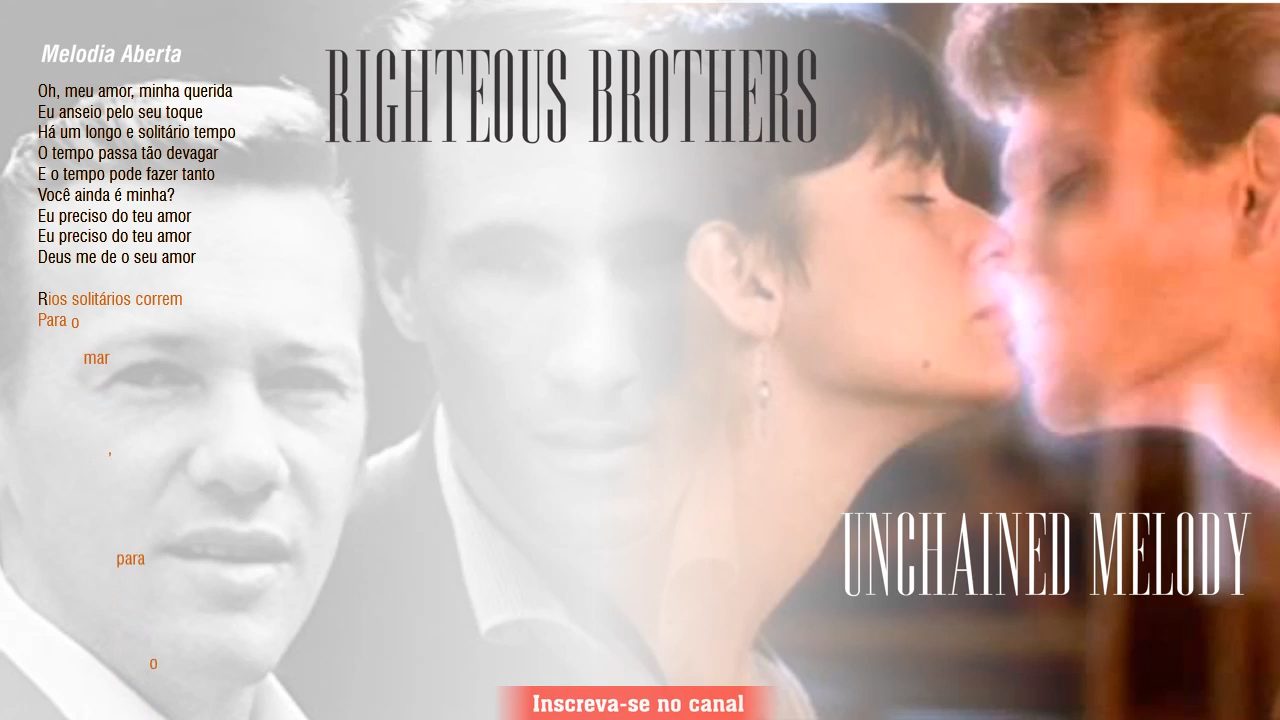 Melodia Aberta
Oh, meu amor, minha querida
Eu anseio pelo seu toque
Há um longo e solitário tempo
O tempo passa tão devagar
E o tempo pode fazer tanto
Você ainda é minha?
Eu preciso do teu amor
Eu preciso do teu amor
Deus me de o seu amor
Rios solitários correm
Para o
mar
,
para
o
RIGHTEOUS BROTHERS
UNCHAINED MELODY
Inscreva-se no canal